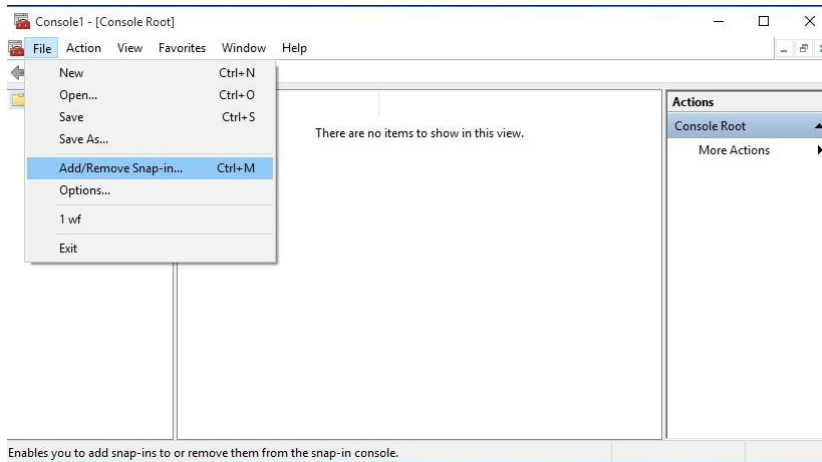 Console1 - [Console Root]
File Action View Favorites Window Help
New Ctrl+N
Open... Ctrl+O
Save Ctrl+S
Save As...
Add/Remove Snap-in... Ctrl+M
Options...
1 wf
Exit
There are no items to show in this view.
Actions
Console Root
More Actions
Enables you to add snap-ins to or remove them from the snap-in console.